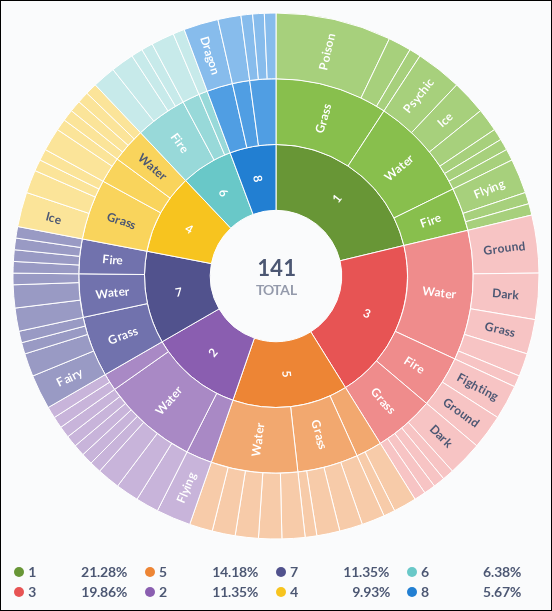 Poison
Psychic
Ice
Flying
Grass
Water
Fire
1
Ground
Dark
Grass
Fighting
Ground
Dark
Water
Fire
Grass
3
Water
Grass
5
Flying
Water
2
Fairy
Fire
Water
Grass
7
Ice
Water
Grass
4
Fire
6
Dragon
8
141
TOTAL
1 21.28% 5 14.18% 7 11.35% 6 6.38%
3 19.86% 2 11.35% 4 9.93% 8 5.67%